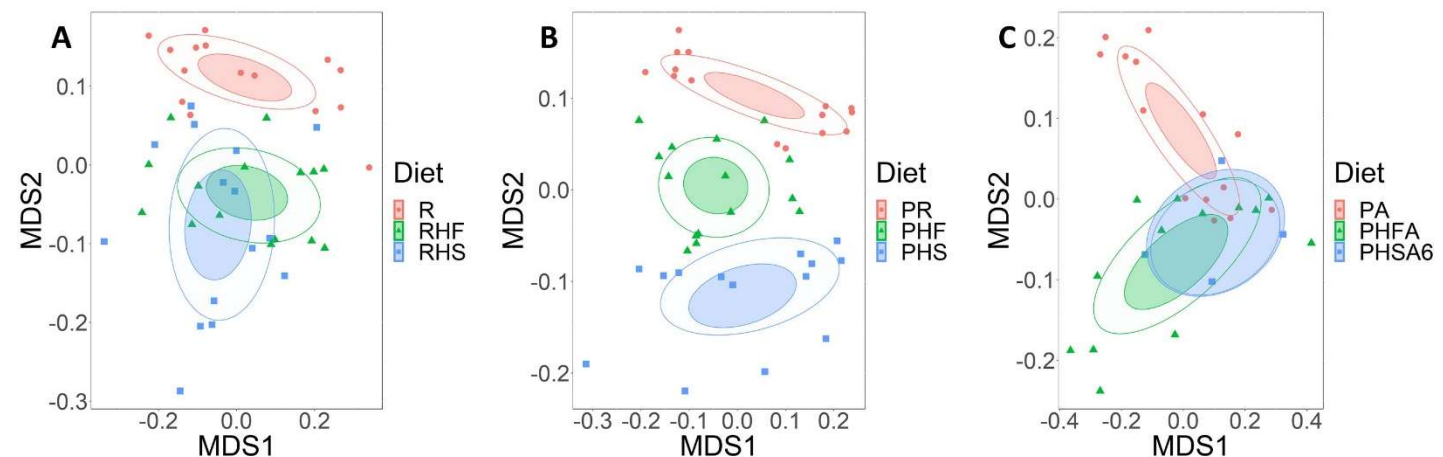 A
0.1
0.0
-0.1
-0.2
-0.3
MDS2
-0.2 0.0 0.2
MDS1
Diet
R
RHF
RHS
B
0.1
0.0
-0.1
-0.2
MDS2
-0.3 -0.2 -0.1 0.0 0.1 0.2
MDS1
Diet
PR
PHF
PHS
C
0.2
0.1
0.0
-0.1
-0.2
MDS2
-0.4 -0.2 0.0 0.2 0.4
MDS1
Diet
PA
PHFA
PHSA6